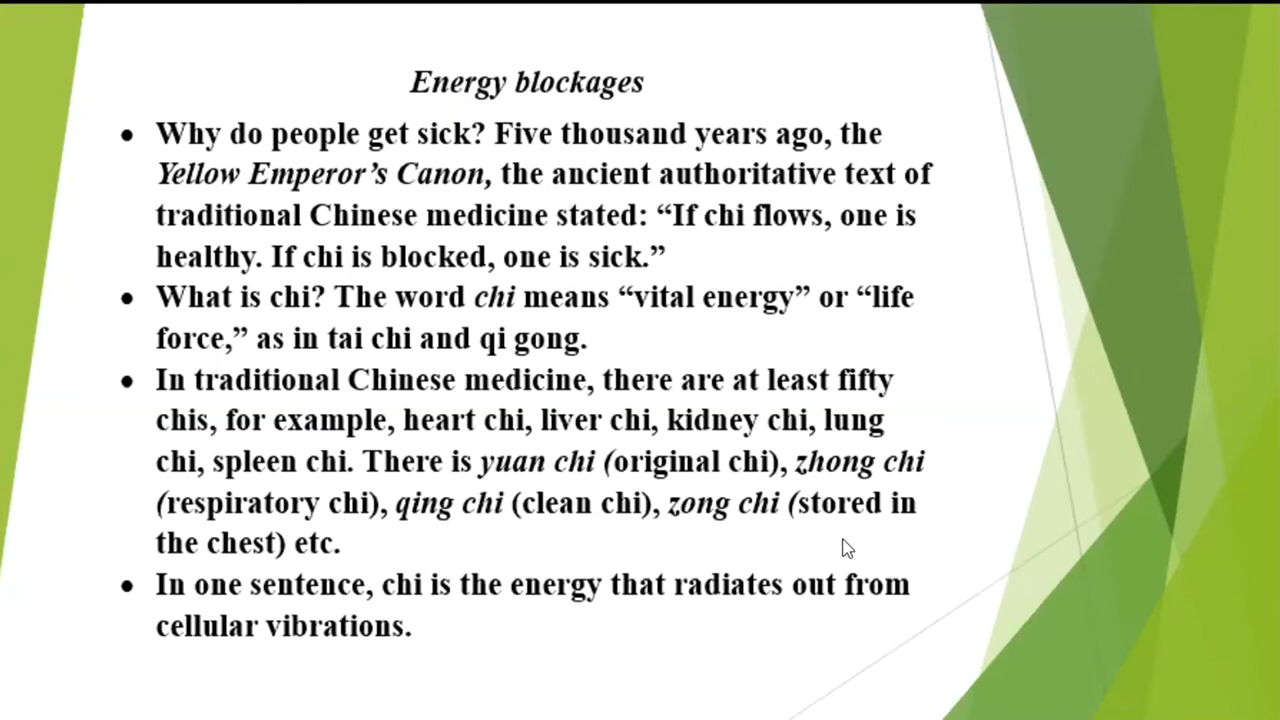 Energy blockages
• Why do people get sick? Five thousand years ago, the
Yellow Emperor’s Canon, the ancient authoritative text of
traditional Chinese medicine stated: “If chi flows, one is
healthy. If chi is blocked, one is sick.”
• What is chi? The word chi means “vital energy” or “life
force,” as in tai chi and qi gong.
• In traditional Chinese medicine, there are at least fifty
chis, for example, heart chi, liver chi, kidney chi, lung
chi, spleen chi. There is yuan chi (original chi), zhong chi
(respiratory chi), qing chi (clean chi), zong chi (stored in
the chest) etc.
• In one sentence, chi is the energy that radiates out from
cellular vibrations.